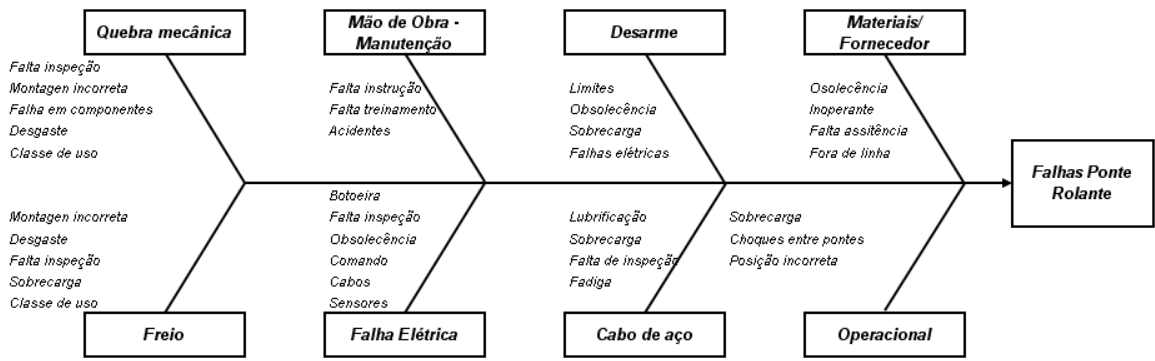 Quebra mecânica
Mão de Obra -
Manutenção
Desarme
Materiais/
Fornecedor
Falta inspeção
Montagem incorreta
Falha em componentes
Desgaste
Classe de uso
Falta instrução
Falta treinamento
Acidentes
Limites
Obsolecência
Sobrecarga
Falhas elétricas
Osolecência
Inoperante
Falta assitência
Fora de linha
Falhas Ponte
Rolante
Montagen incorreta
Desgaste
Falta inspeção
Sobrecarga
Classe de uso
Botoeira
Falta inspeção
Obsolecência
Comando
Cabos
Sensores
Lubrificação
Sobrecarga
Falta de inspeção
Fadiga
Sobrecarga
Choques entre pontes
Posição incorreta
Freio
Falha Elétrica
Cabo de aço
Operacional